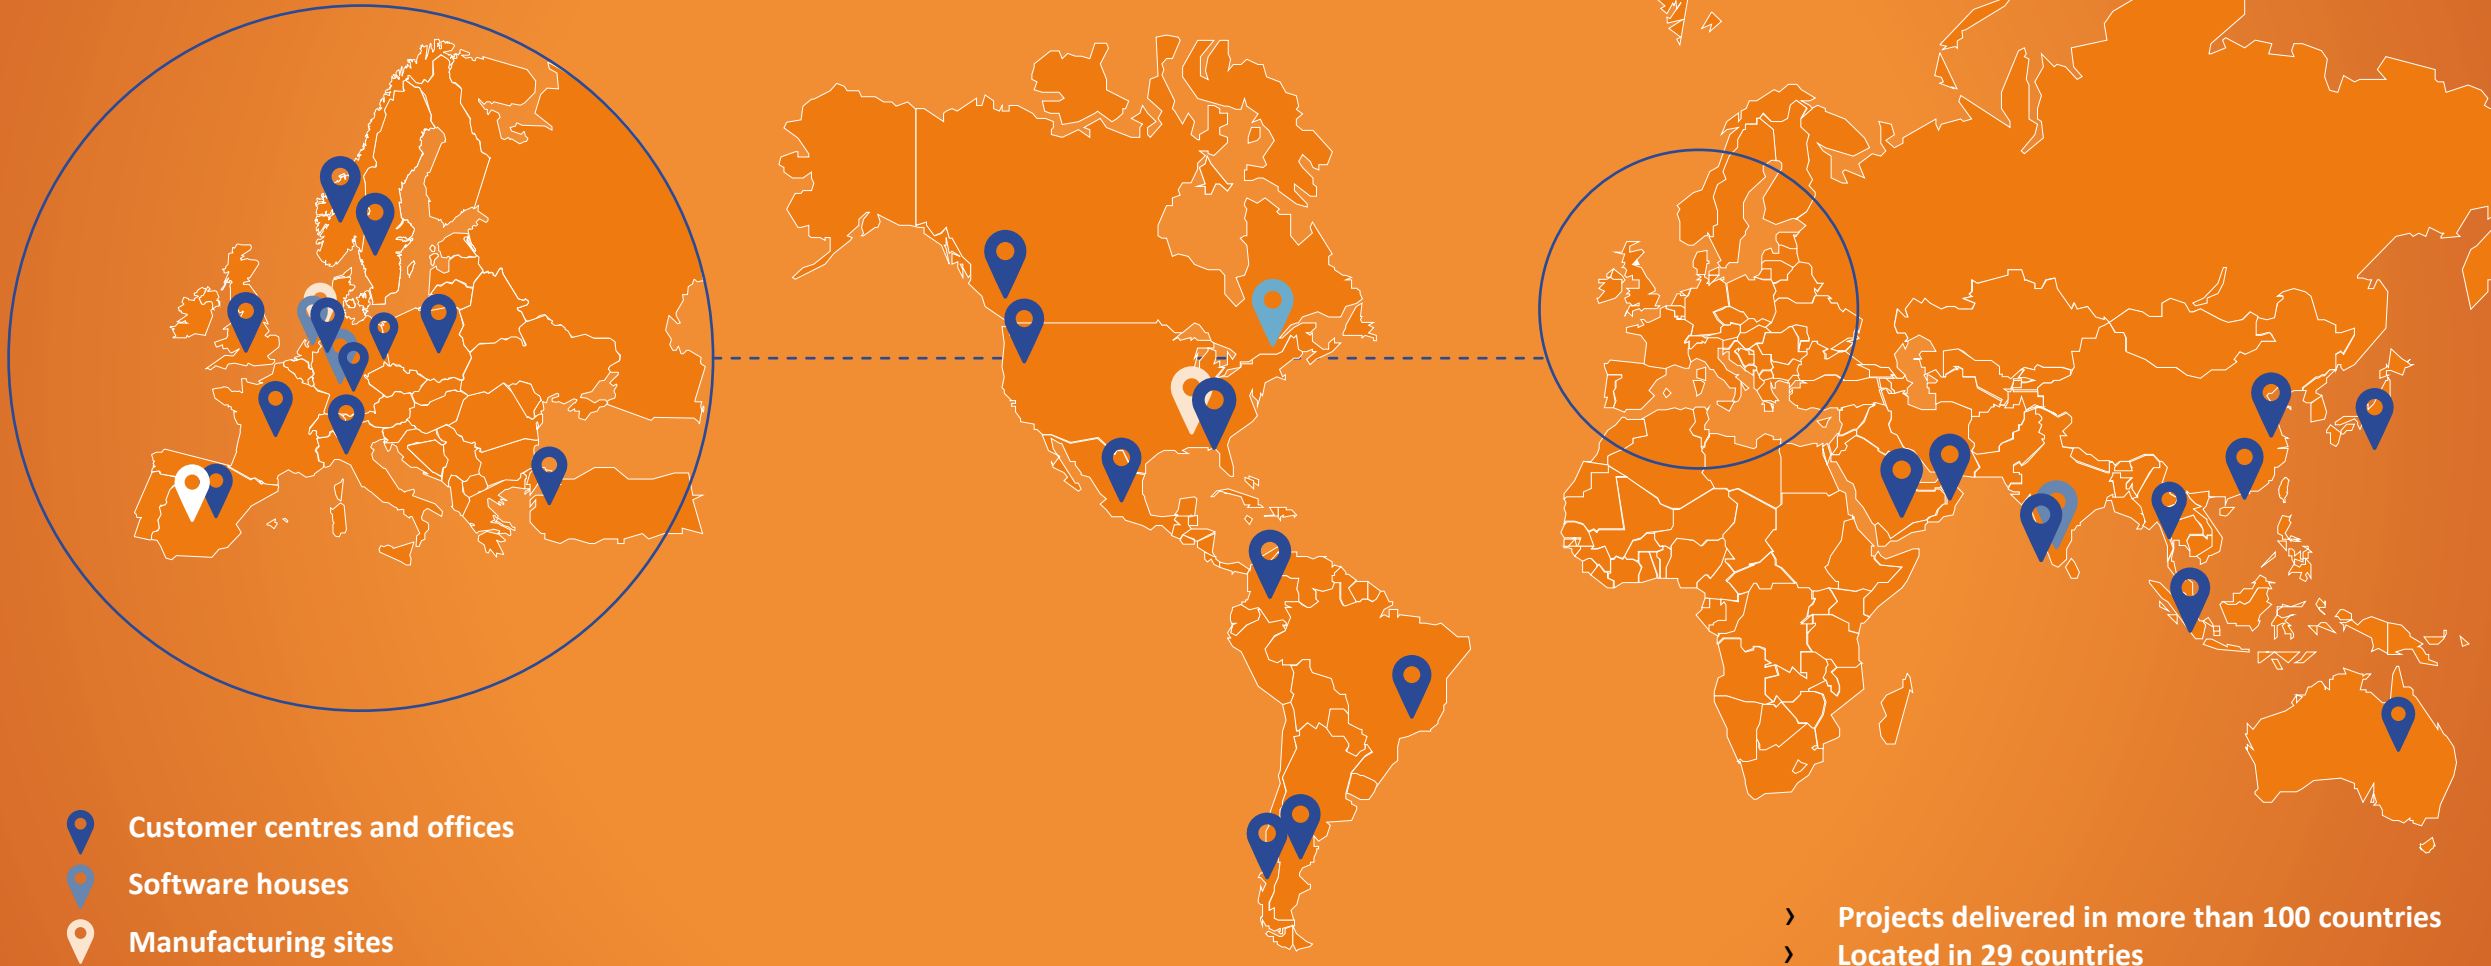 Customer centres and offices
Software houses
Manufacturing sites
› Projects delivered in more than 100 countries
› Located in 29 countries